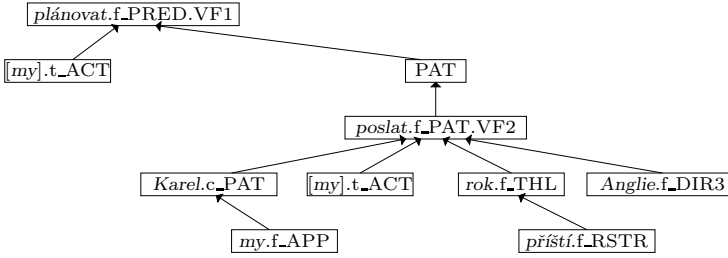 plánovat.f_PRED.VF1
[my].t_ACT PAT
poslat.f_PAT.VF2
Karel.c_PAT [my].t_ACT rok.f_THL Anglie.f_DIR3
my.f_APP příští.f_RSTR